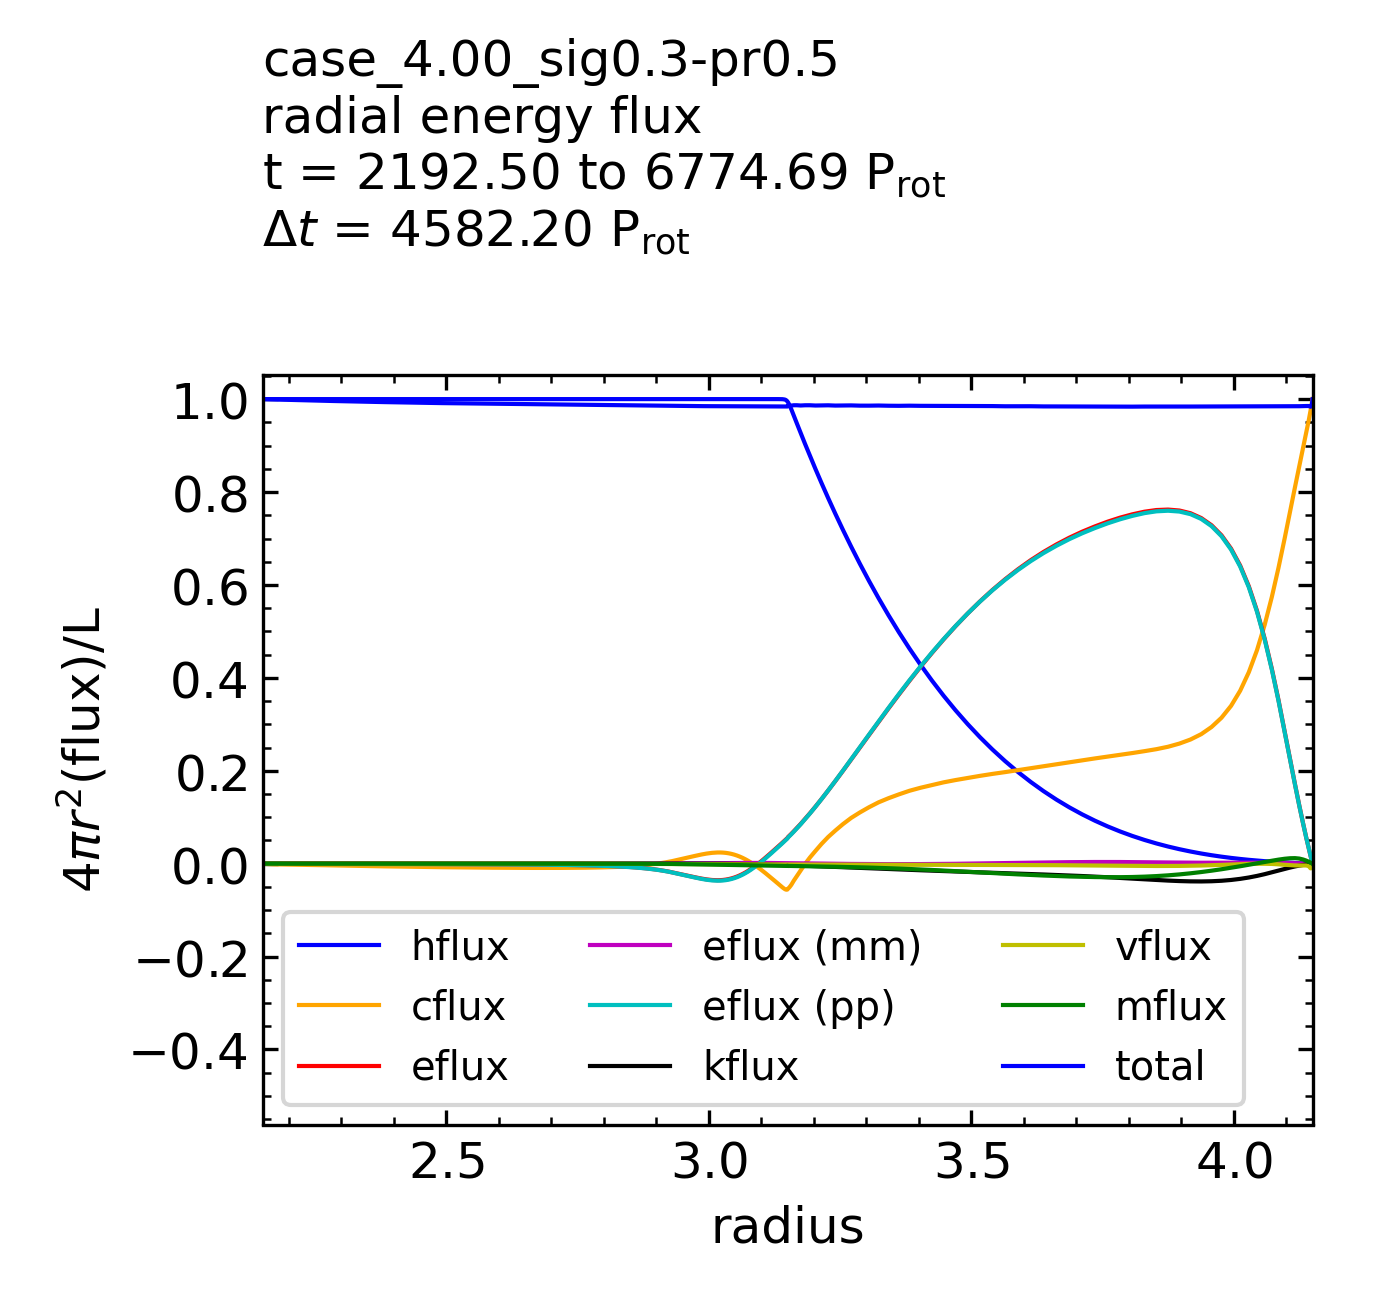 case_4.00_sig0.3-pr0.5
radial energy flux
t = 2192.50 to 6774.69 P_rot
Δt = 4582.20 P_rot
4πr²(flux)/L
1.0
0.8
0.6
0.4
0.2
0.0
−0.2
−0.4
hflux
cflux
eflux
eflux (mm)
eflux (pp)
kflux
vflux
mflux
total
2.5 3.0 3.5 4.0
radius